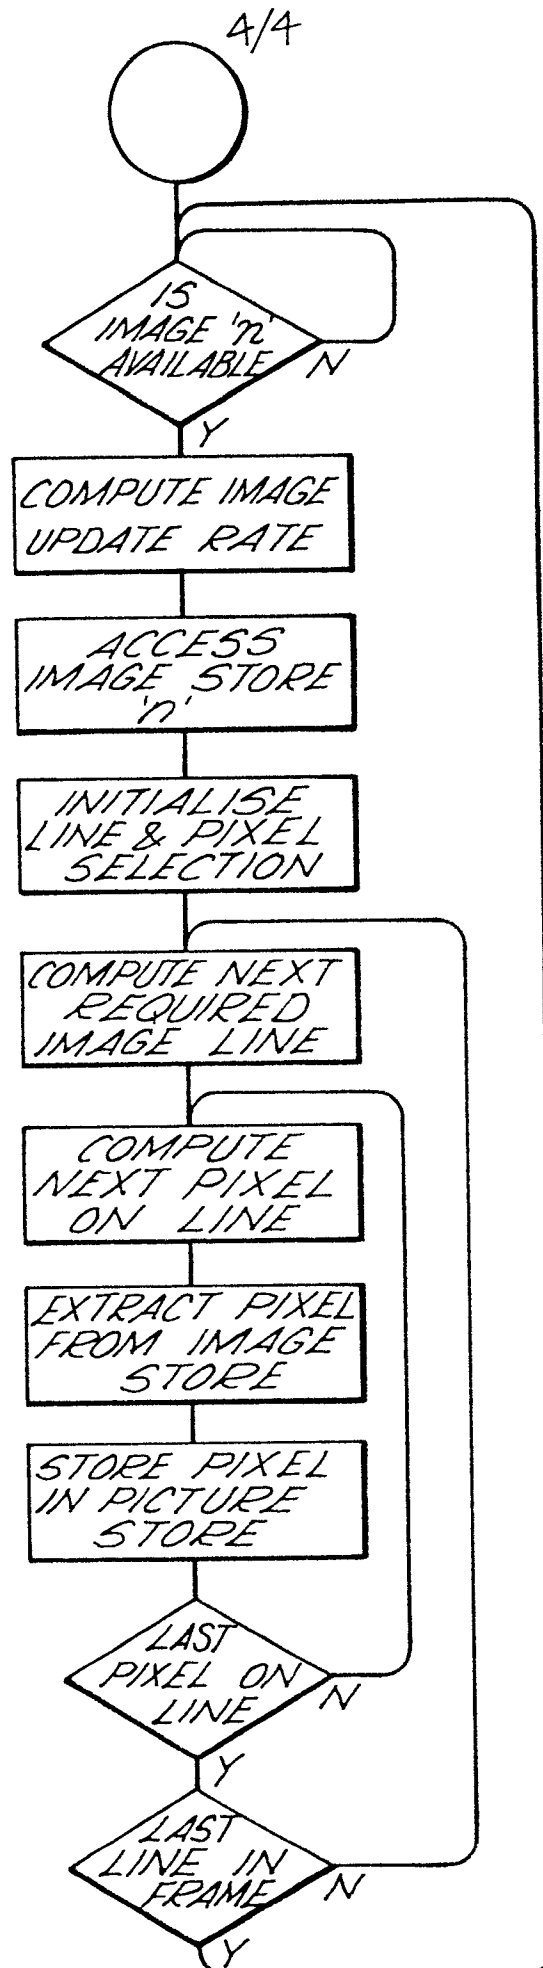 4/4
IS
IMAGE 'n'
AVAILABLE
N
Y
COMPUTE IMAGE
UPDATE RATE
ACCESS
IMAGE STORE
'n'
INITIALISE
LINE & PIXEL
SELECTION
COMPUTE NEXT
REQUIRED
IMAGE LINE
COMPUTE
NEXT PIXEL
ON LINE
EXTRACT PIXEL
FROM IMAGE
STORE
STORE PIXEL
IN PICTURE
STORE
LAST
PIXEL ON
LINE
N
Y
LAST
LINE IN
FRAME
N
Y